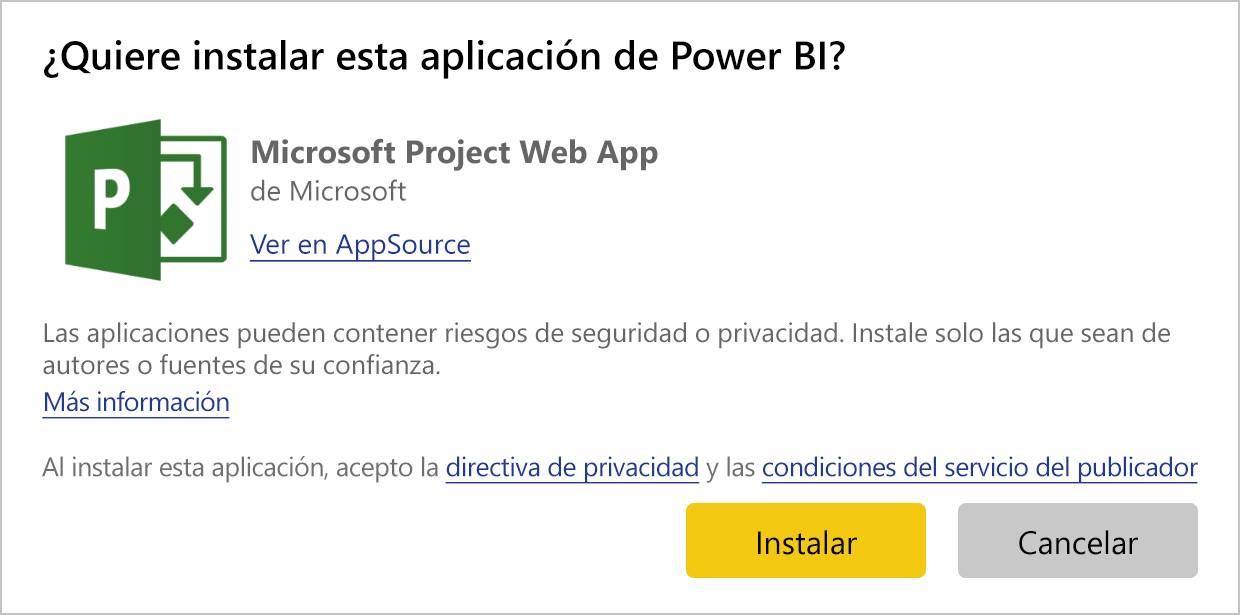 ¿Quiere instalar esta aplicación de Power BI?
P
Microsoft Project Web App
de Microsoft
Ver en AppSource
Las aplicaciones pueden contener riesgos de seguridad o privacidad. Instale solo las que sean de
autores o fuentes de su confianza.
Más información
Al instalar esta aplicación, acepto la directiva de privacidad y las condiciones del servicio del publicador
Instalar
Cancelar